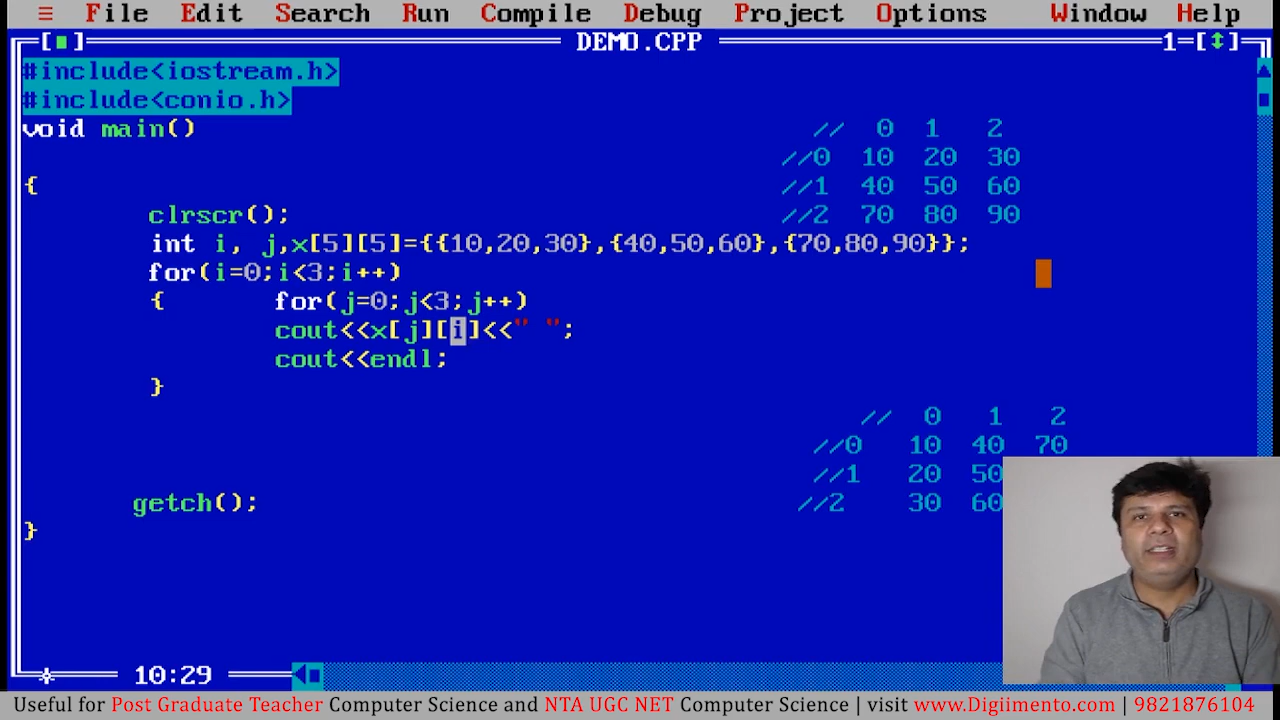 ≡ File Edit Search Run Compile Debug Project Options Window Help
[■] DEMO.CPP 1=[↕]
#include<iostream.h>
#include<conio.h>
void main() // 0 1 2
//0 10 20 30
{ //1 40 50 60
clrscr(); //2 70 80 90
int i, j,x[5][5]={{10,20,30},{40,50,60},{70,80,90}};
for(i=0;i<3;i++)
{ for(j=0;j<3;j++)
cout<<x[j][i]<<" ";
cout<<endl;
}
// 0 1 2
//0 10 40 70
//1 20 50
getch(); //2 30 60
}
10:29
Useful for Post Graduate Teacher Computer Science and NTA UGC NET Computer Science | visit www.Digiimento.com | 9821876104